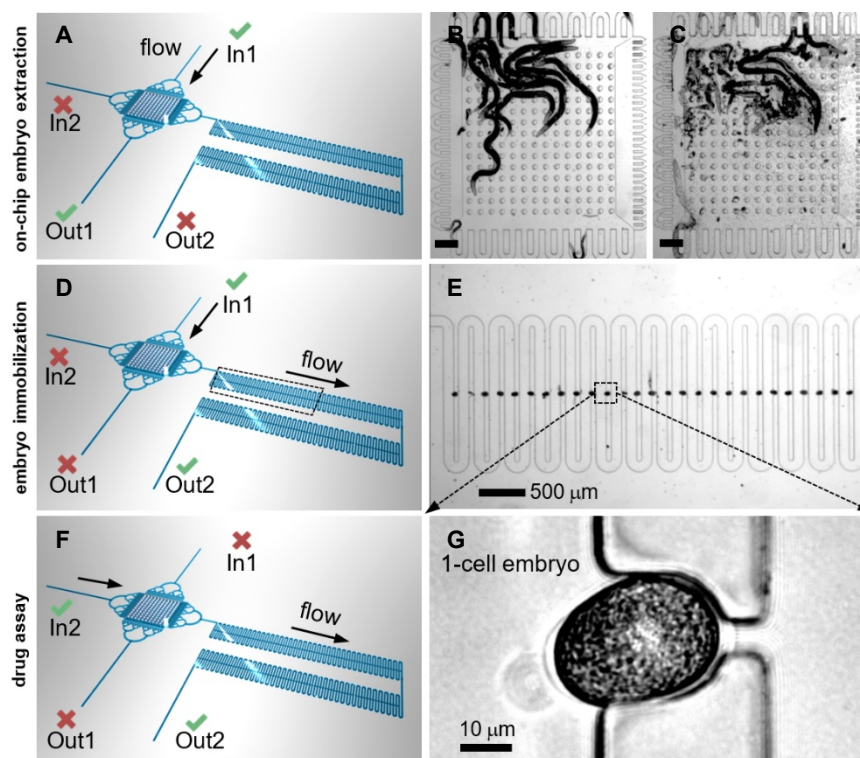 on-chip embryo extraction
A
flow
In1
In2
Out1
Out2
B
C
embryo immobilization
D
In1
flow
In2
Out1
Out2
E
500 μm
drug assay
F
In1
In2
flow
Out1
Out2
G
1-cell embryo
10 μm